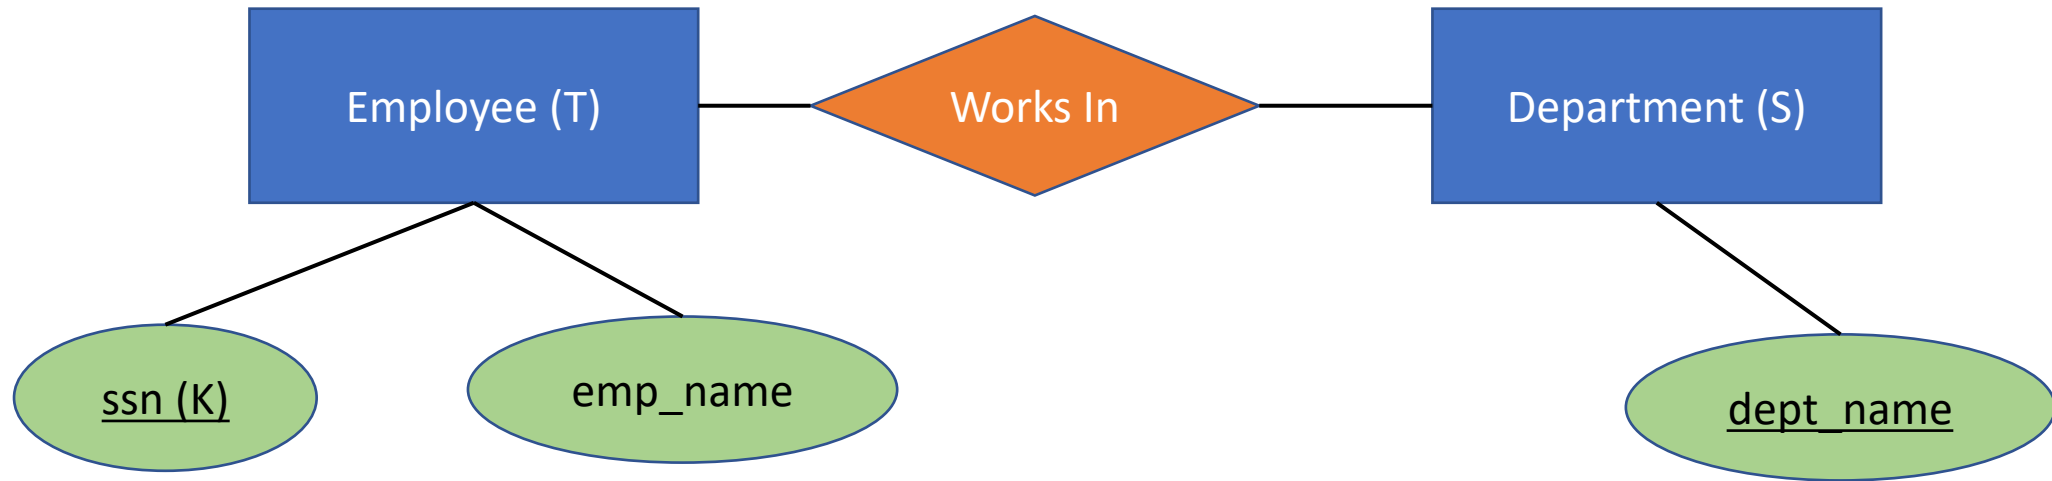 Employee (T)
Works In
Department (S)
ssn (K)
emp_name
dept_name